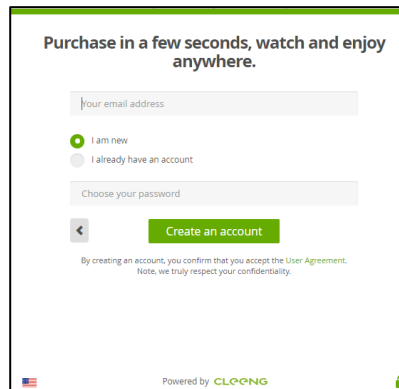 Purchase in a few seconds, watch and enjoy
anywhere.
Your email address
I am new
I already have an account
Choose your password
Create an account
By creating an account, you confirm that you accept the User Agreement.
Note, we truly respect your confidentiality.
Powered by CLEENG